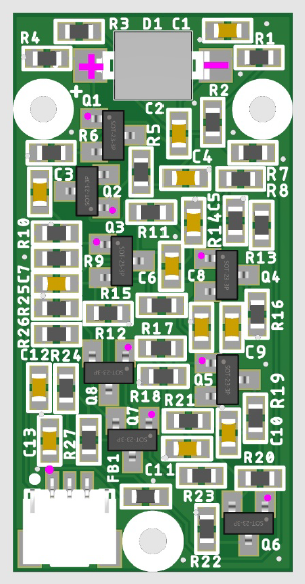 R3 D1 C1
R4
R1
+ −
+
Q1
C2
R2
R6
R5
C3
C4
R7
Q2
R8
Q3
R11
R14
C5
R10
R9
R13
C7
C6
C8
Q4
R25
R15
R16
R26
R12
R17
C12
R24
C9
Q8
R18
Q5
R19
Q7
R21
C10
C13
R27
FB1
C11
R20
R23
R22
Q6